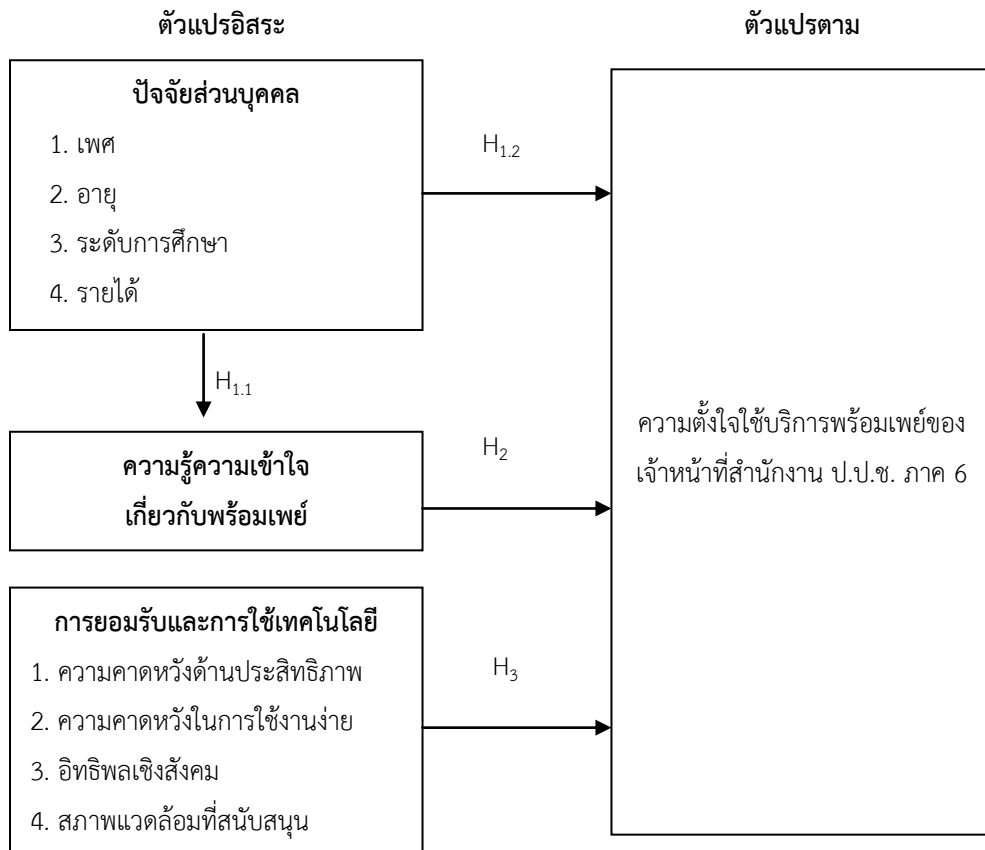 ตัวแปรอิสระ
ตัวแปรตาม
ปัจจัยส่วนบุคคล
1. เพศ
2. อายุ
3. ระดับการศึกษา
4. รายได้
H1.2
H1.1
ความรู้ความเข้าใจ
เกี่ยวกับพร้อมเพย์
H2
การยอมรับและการใช้เทคโนโลยี
1. ความคาดหวังด้านประสิทธิภาพ
2. ความคาดหวังในการใช้งานง่าย
3. อิทธิพลเชิงสังคม
4. สภาพแวดล้อมที่สนับสนุน
H3
ความตั้งใจใช้บริการพร้อมเพย์ของ
เจ้าหน้าที่สำนักงาน ป.ป.ช. ภาค 6